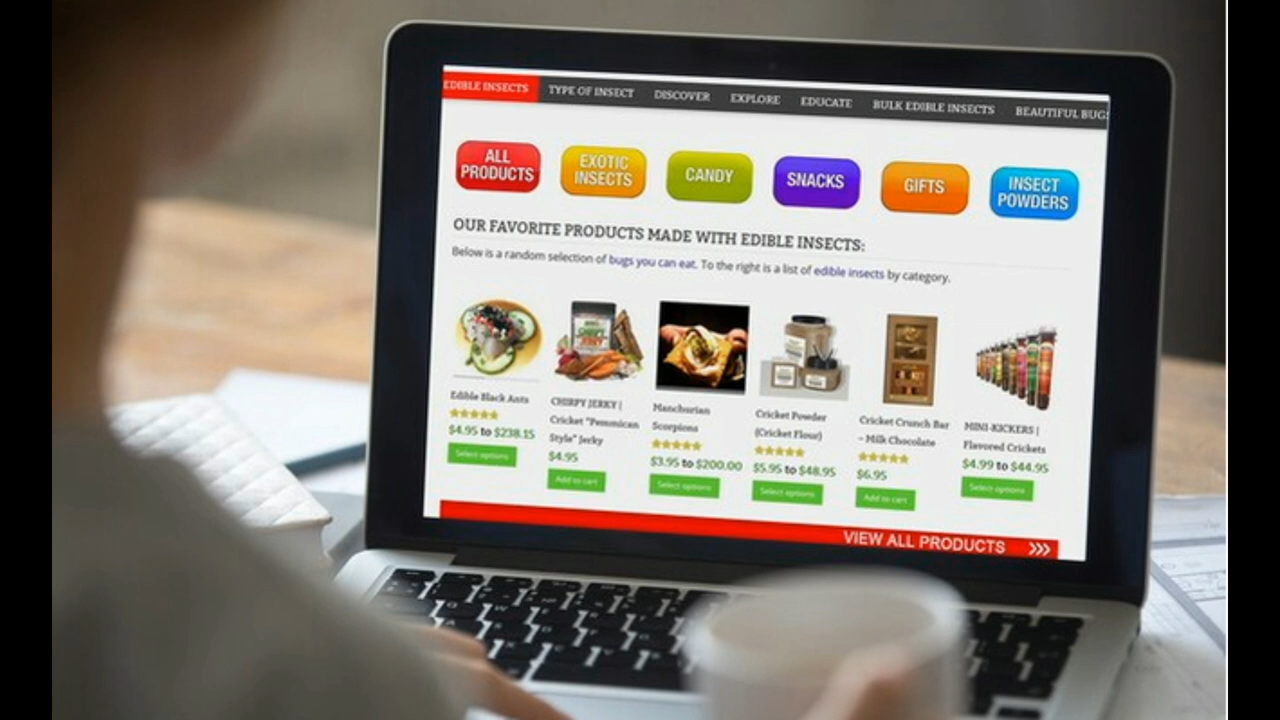 EDIBLE INSECTS TYPE OF INSECT DISCOVER EXPLORE EDUCATE BULK EDIBLE INSECTS BEAUTIFUL BUGS
ALL PRODUCTS
EXOTIC INSECTS
CANDY
SNACKS
GIFTS
INSECT POWDERS
OUR FAVORITE PRODUCTS MADE WITH EDIBLE INSECTS:
Below is a random selection of bugs you can eat. To the right is a list of edible insects by category.
Edible Black Ants
$4.95 to $238.15
Select options
CHIRPY JERKY |
Cricket "Pemmican
Style" Jerky
$4.95
Add to cart
Manchurian
Scorpions
$3.95 to $200.00
Select options
Cricket Powder
(Cricket Flour)
$5.95 to $48.95
Select options
Cricket Crunch Bar
– Milk Chocolate
$6.95
Add to cart
MINI-KICKERS |
Flavored Crickets
$4.99 to $44.95
Select options
VIEW ALL PRODUCTS >>>